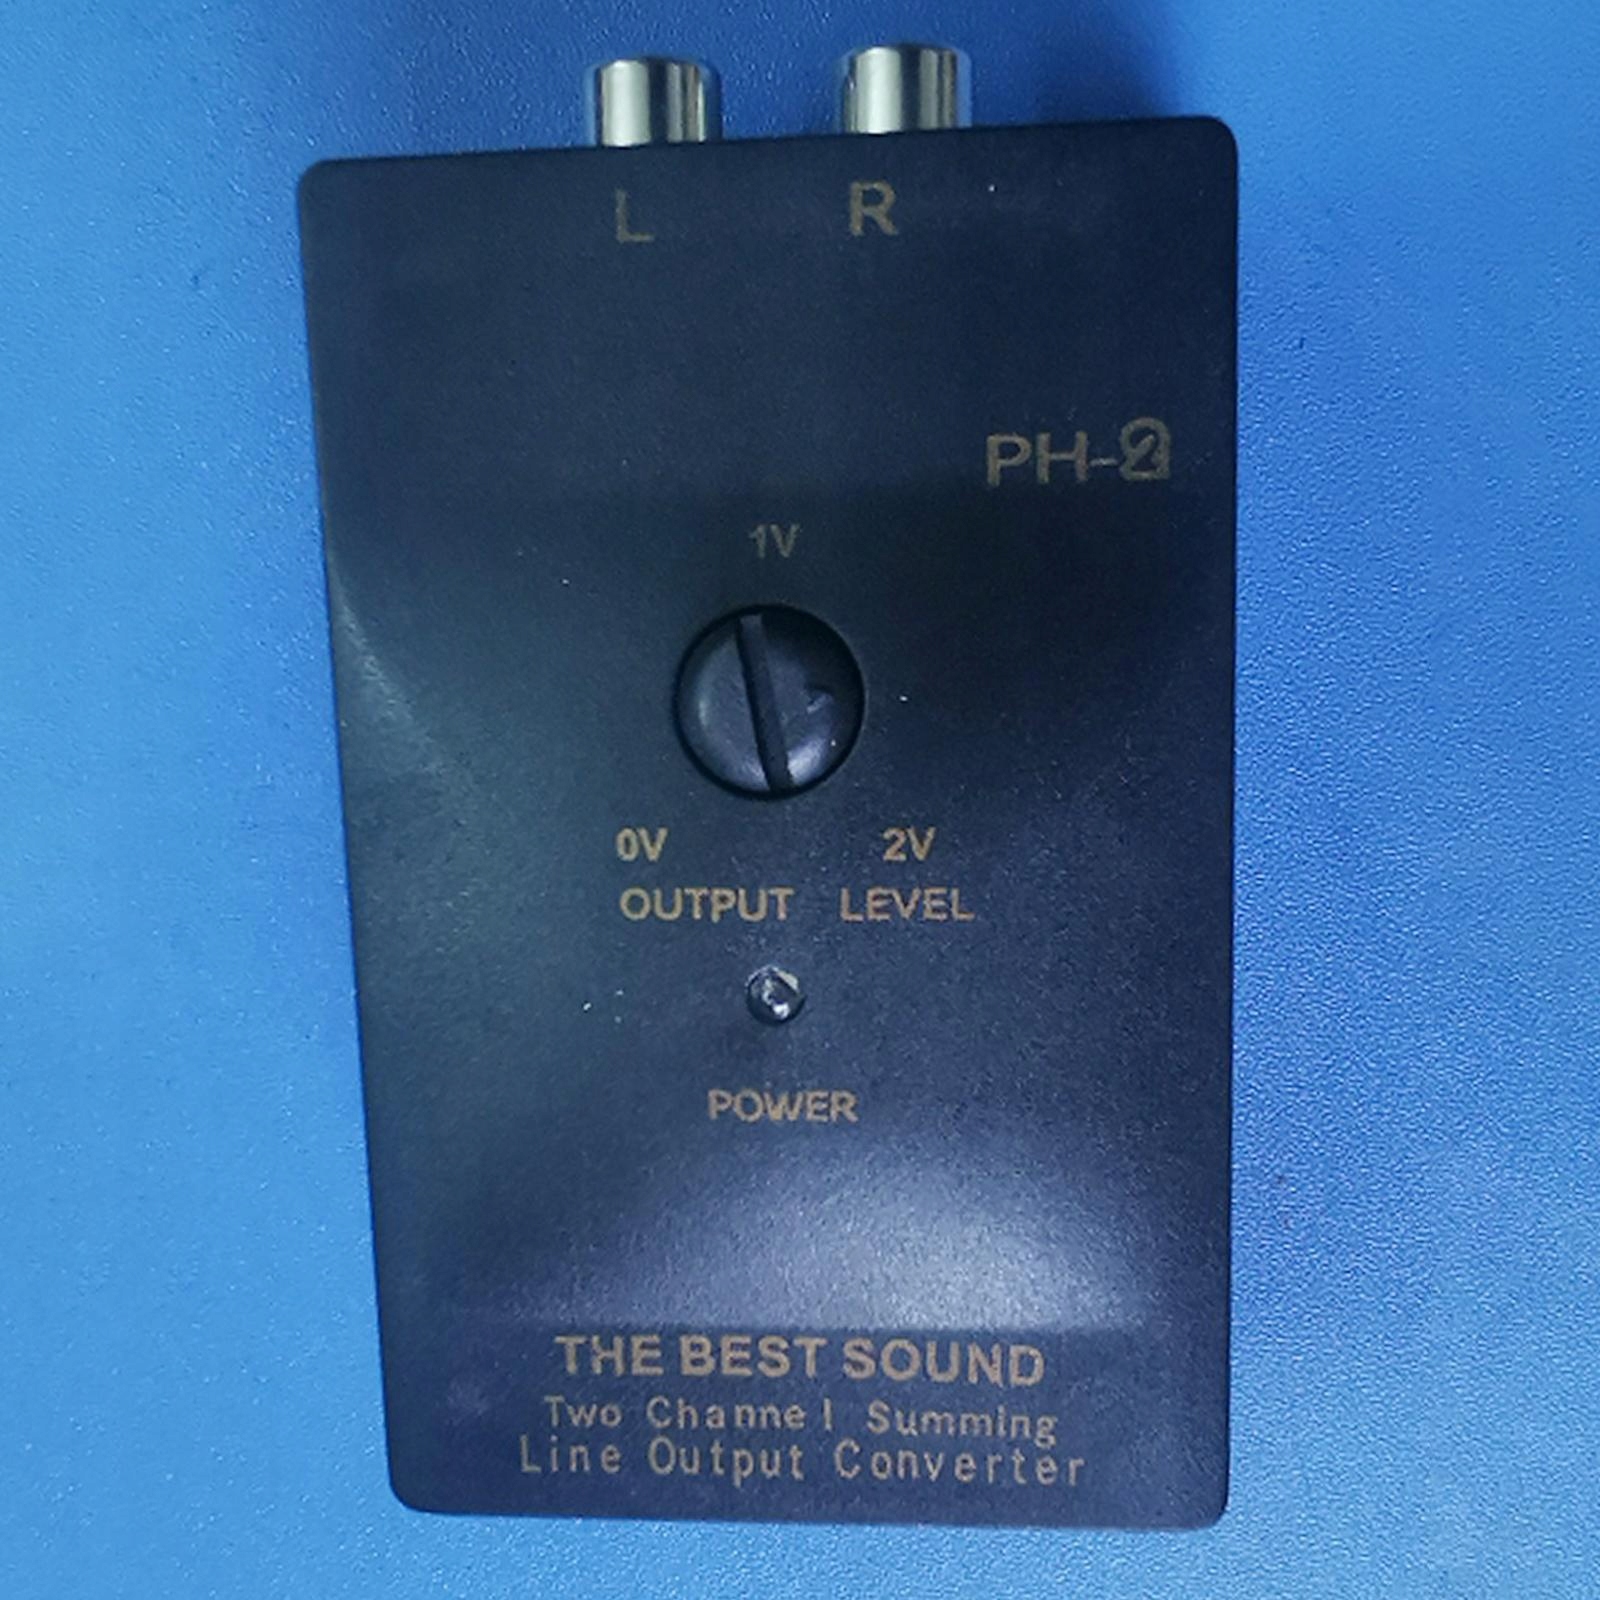 L R
PH-2
1V
0V 2V
OUTPUT LEVEL
POWER
THE BEST SOUND
Two Channel Summing
Line Output Converter